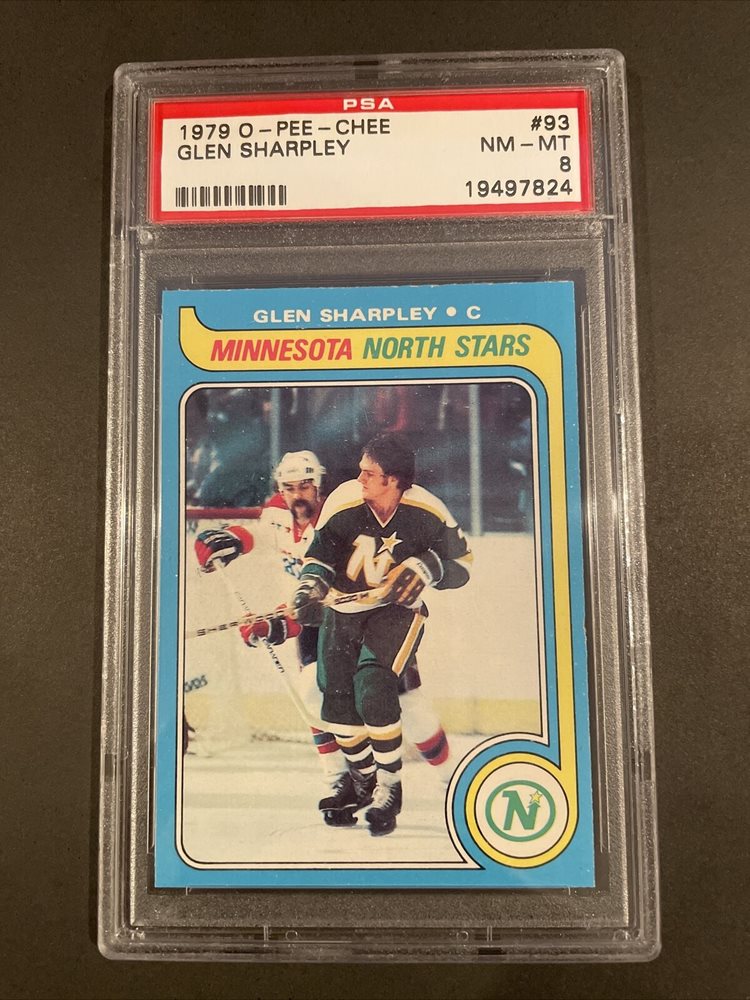 PSA
1979 O-PEE-CHEE #93
GLEN SHARPLEY NM-MT
8
19497824
GLEN SHARPLEY • C
MINNESOTA NORTH STARS
N
N